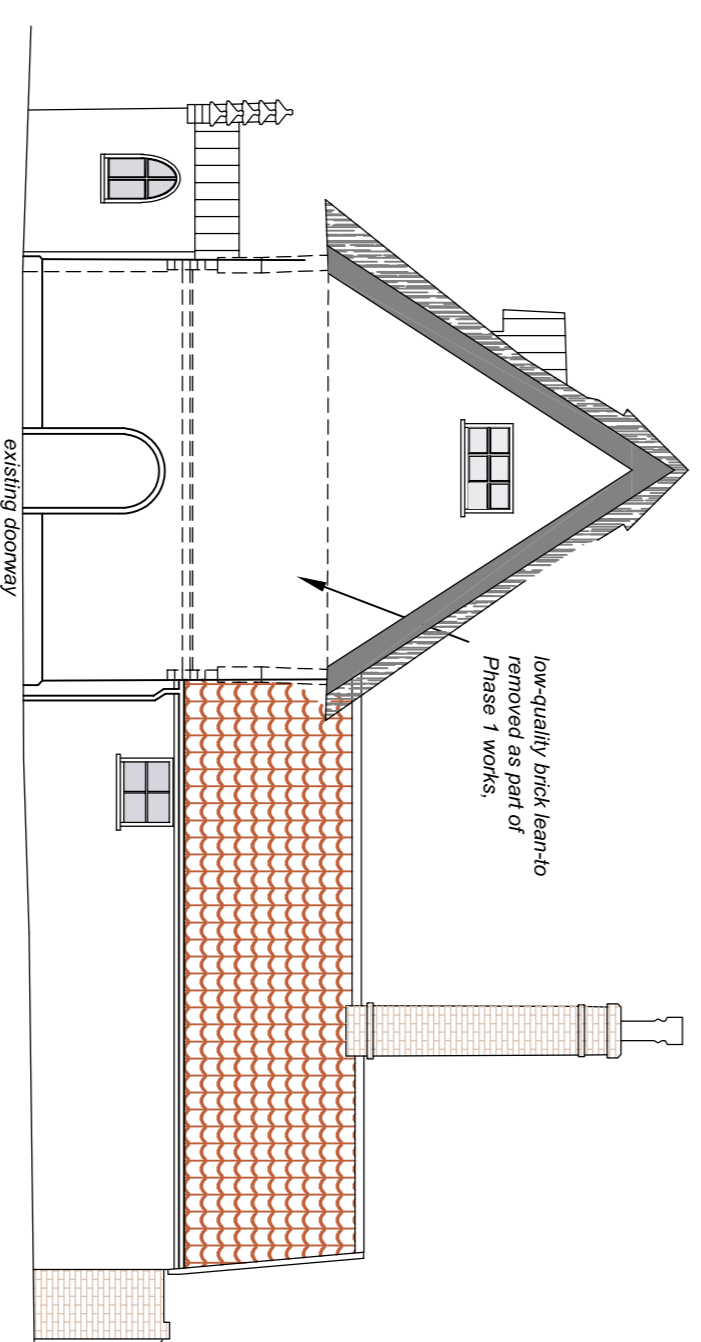 low-quality brick lean-to
removed as part of
Phase 1 works,
existing doorway